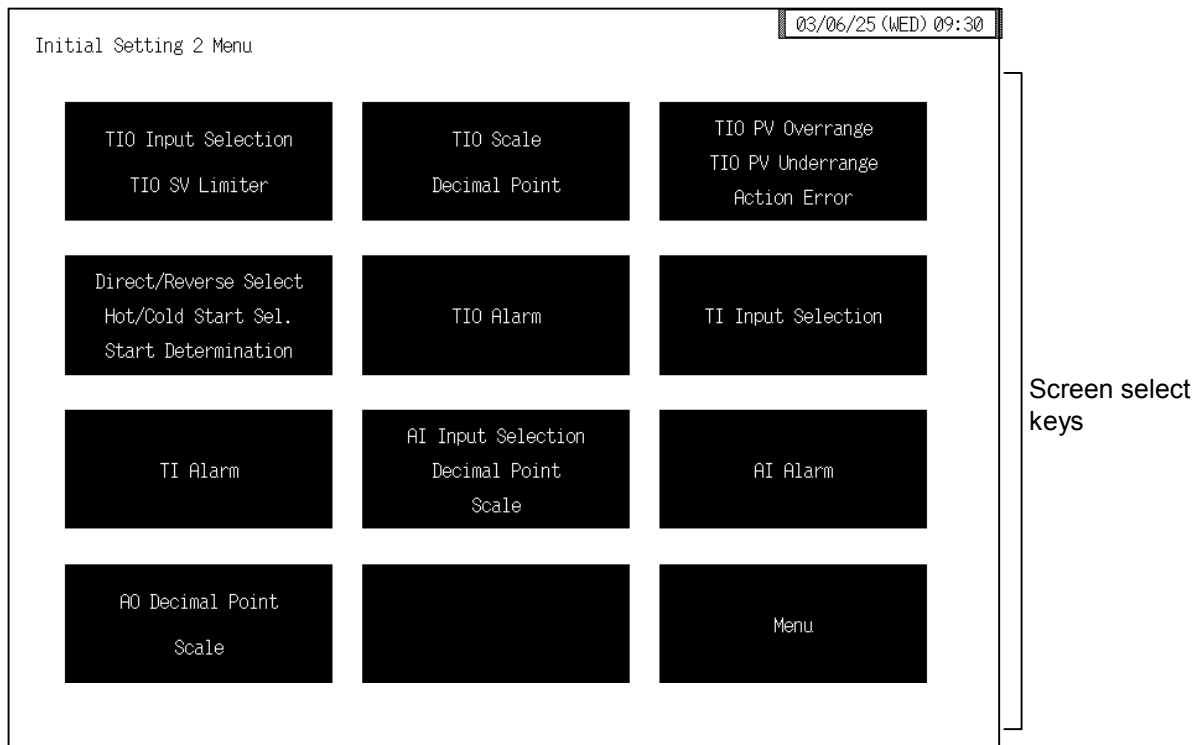 03/06/25(WED) 09:30
Initial Setting 2 Menu
TIO Input Selection
TIO SV Limiter
TIO Scale
Decimal Point
TIO PV Overrange
TIO PV Underrange
Action Error
Direct/Reverse Select
Hot/Cold Start Sel.
Start Determination
TIO Alarm
TI Input Selection
TI Alarm
AI Input Selection
Decimal Point
Scale
AI Alarm
AO Decimal Point
Scale
Menu
Screen select
keys